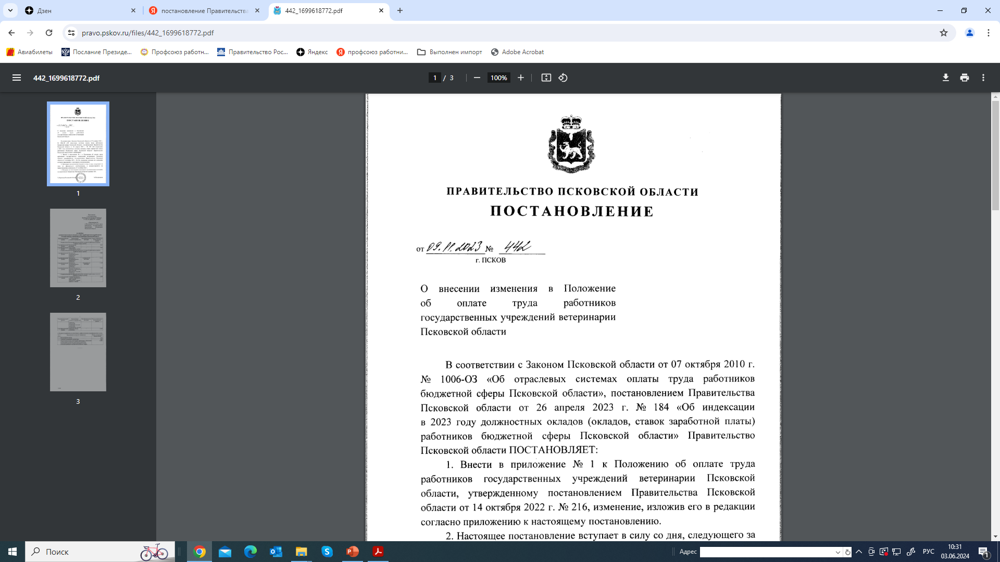 Дзен
постановление Правительства
442_1699618772.pdf
pravo.pskov.ru/files/442_1699618772.pdf
Авиабилеты
Послание Президе...
Профсоюз работн...
Правительство Рос...
Яндекс
профсоюз работни...
Выполнен импорт
Adobe Acrobat
442_1699618772.pdf
1 / 3
100%
1
2
3
ПРАВИТЕЛЬСТВО ПСКОВСКОЙ ОБЛАСТИ
ПОСТАНОВЛЕНИЕ
от 09.11.2023 № 442
г. ПСКОВ
О внесении изменения в Положение
об оплате труда работников
государственных учреждений ветеринарии
Псковской области
В соответствии с Законом Псковской области от 07 октября 2010 г.
№ 1006-ОЗ «Об отраслевых системах оплаты труда работников
бюджетной сферы Псковской области», постановлением Правительства
Псковской области от 26 апреля 2023 г. № 184 «Об индексации
в 2023 году должностных окладов (окладов, ставок заработной платы)
работников бюджетной сферы Псковской области» Правительство
Псковской области ПОСТАНОВЛЯЕТ:
1. Внести в приложение № 1 к Положению об оплате труда
работников государственных учреждений ветеринарии Псковской
области, утвержденному постановлением Правительства Псковской
области от 14 октября 2022 г. № 216, изменение, изложив его в редакции
согласно приложению к настоящему постановлению.
2. Настоящее постановление вступает в силу со дня, следующего за
Поиск
Адрес
РУС
10:31
03.06.2024
1